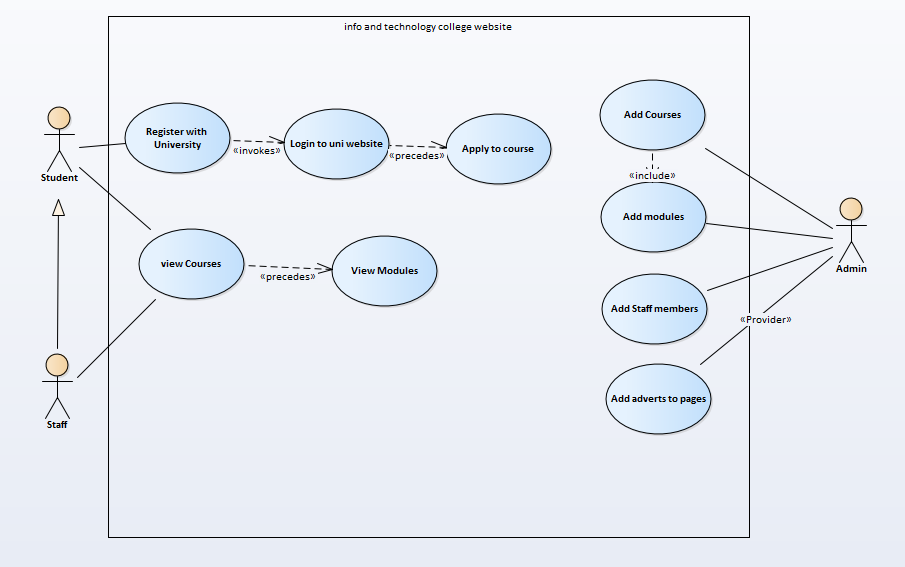 info and technology college website
Student
Register with
University
«invokes»
Login to uni website
«precedes»
Apply to course
Add Courses
«include»
Add modules
Admin
view Courses
«precedes»
View Modules
Add Staff members
«Provider»
Add adverts to pages
Staff